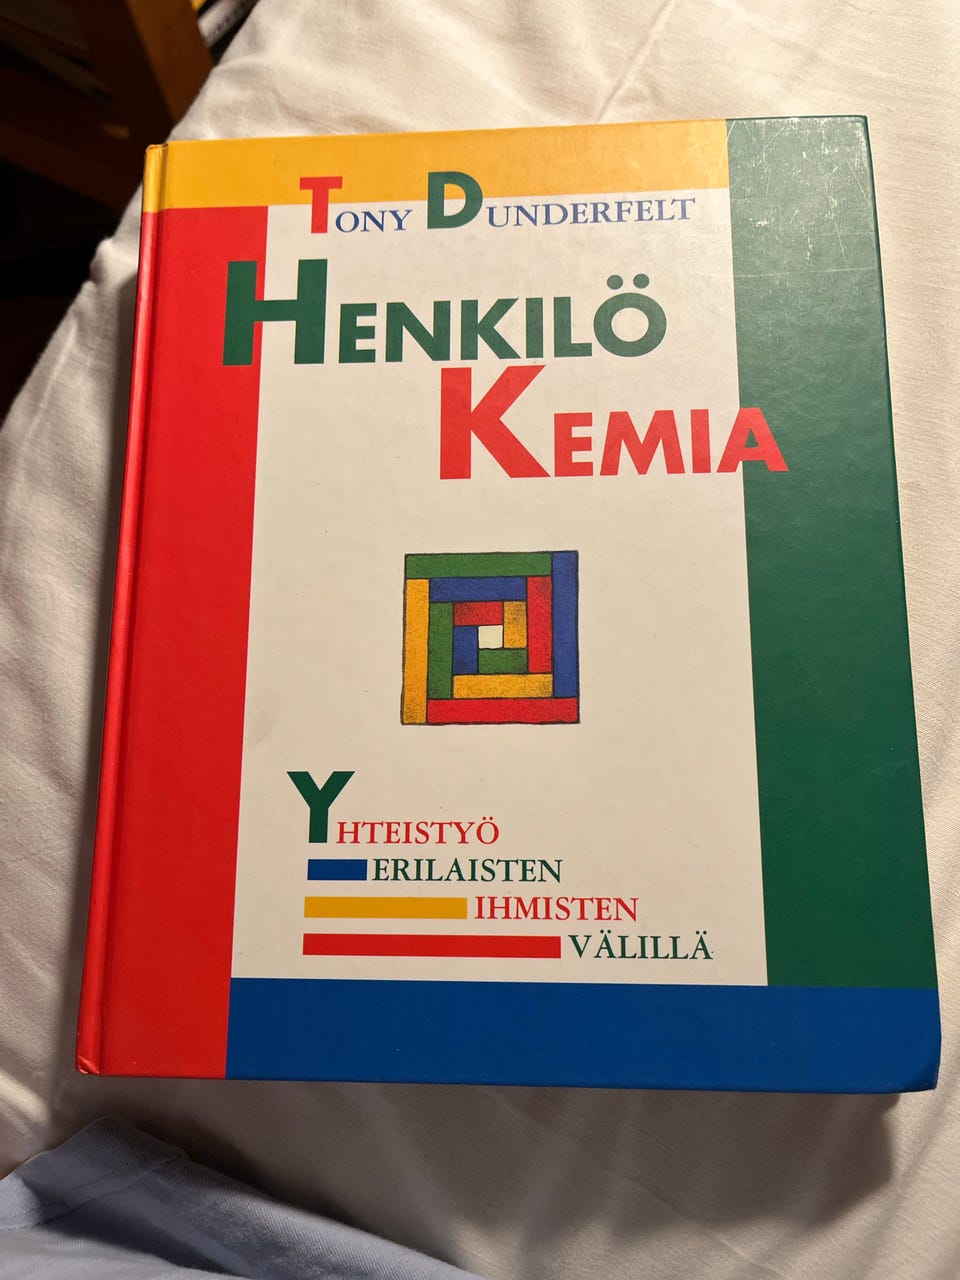 TONY DUNDERFELT
HENKILÖ
KEMIA
YHTEISTYÖ
ERILAISTEN
IHMISTEN
VÄLILLÄ